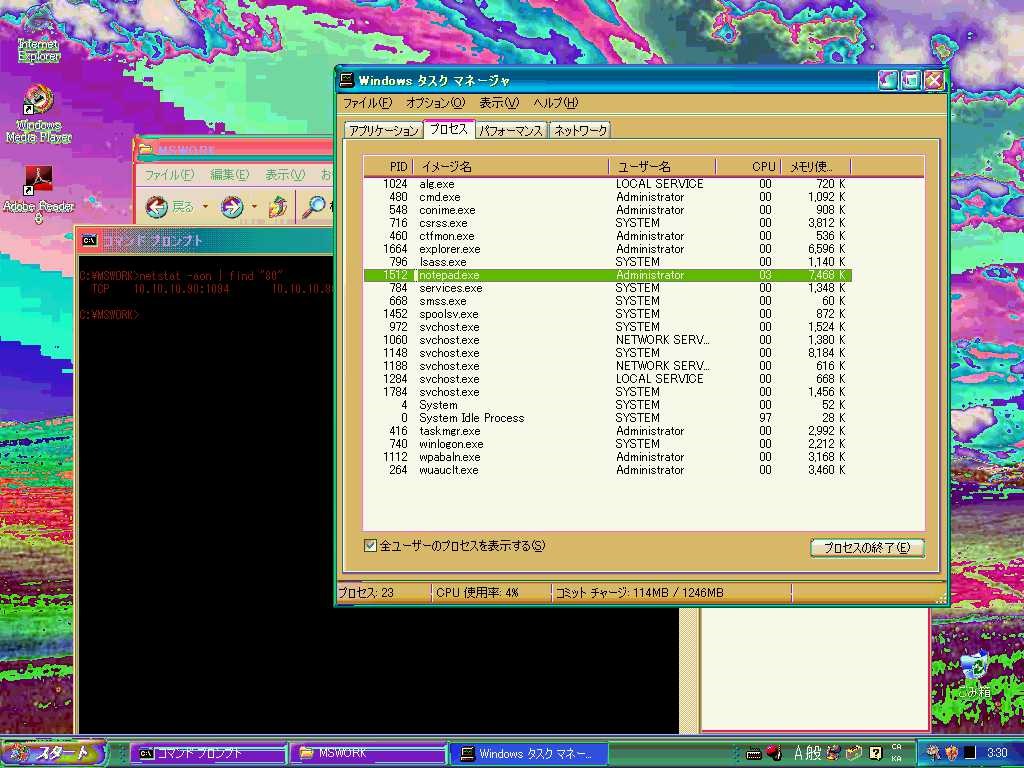 Internet
Explorer
Windows
Media Player
Adobe Reader
8
MSWORK
ファイル(F) 編集(E) 表示(V)
戻る
コマンド プロンプト
C:¥MSWORK>netstat -aon | find "80"
TCP 10.10.10.90:1094
C:¥MSWORK>
Windows タスク マネージャ
ファイル(F) オプション(O) 表示(V) ヘルプ(H)
アプリケーション プロセス パフォーマンス ネットワーク
PID イメージ名 ユーザー名 CPU メモリ使...
1024 alg.exe LOCAL SERVICE 00 720 K
480 cmd.exe Administrator 00 1,092 K
548 conime.exe Administrator 00 908 K
716 csrss.exe SYSTEM 00 3,812 K
460 ctfmon.exe Administrator 00 536 K
1664 explorer.exe Administrator 00 6,596 K
796 lsass.exe SYSTEM 00 1,140 K
1512 notepad.exe Administrator 03 7,468 K
784 services.exe SYSTEM 00 1,348 K
668 smss.exe SYSTEM 00 60 K
1452 spoolsv.exe SYSTEM 00 872 K
972 svchost.exe SYSTEM 00 1,524 K
1060 svchost.exe NETWORK SERV... 00 1,380 K
1148 svchost.exe SYSTEM 00 8,184 K
1188 svchost.exe NETWORK SERV... 00 616 K
1284 svchost.exe LOCAL SERVICE 00 668 K
1784 svchost.exe SYSTEM 00 1,456 K
4 System SYSTEM 00 52 K
0 System Idle Process SYSTEM 97 28 K
416 taskmgr.exe Administrator 00 2,992 K
740 winlogon.exe SYSTEM 00 2,212 K
1112 wpabaln.exe Administrator 00 3,168 K
264 wuauclt.exe Administrator 00 3,460 K
全ユーザーのプロセスを表示する(S)
プロセスの終了(E)
プロセス: 23 CPU 使用率: 4% コミット チャージ: 114MB / 1246MB
ごみ箱
スタート コマンド プロンプト MSWORK Windows タスク マネー... A 般 CAPS KANA 3:30